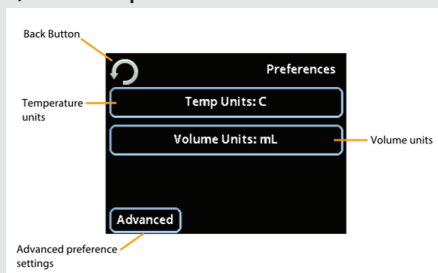 Back Button
Preferences
Temperature
units
Temp Units: C
Volume Units: mL
Volume units
Advanced
Advanced preference
settings